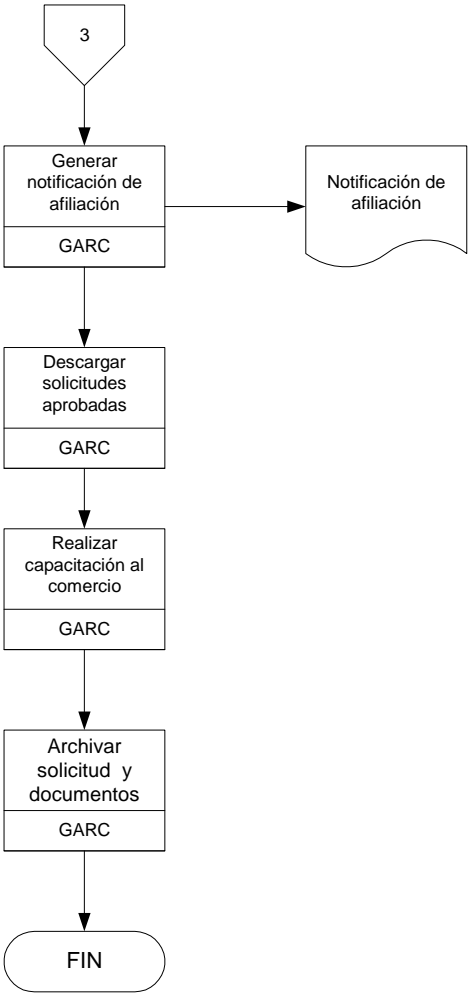 3
Generar
notificación de
afiliación
GARC
Notificación de
afiliación
Descargar
solicitudes
aprobadas
GARC
Realizar
capacitación al
comercio
GARC
Archivar
solicitud y
documentos
GARC
FIN